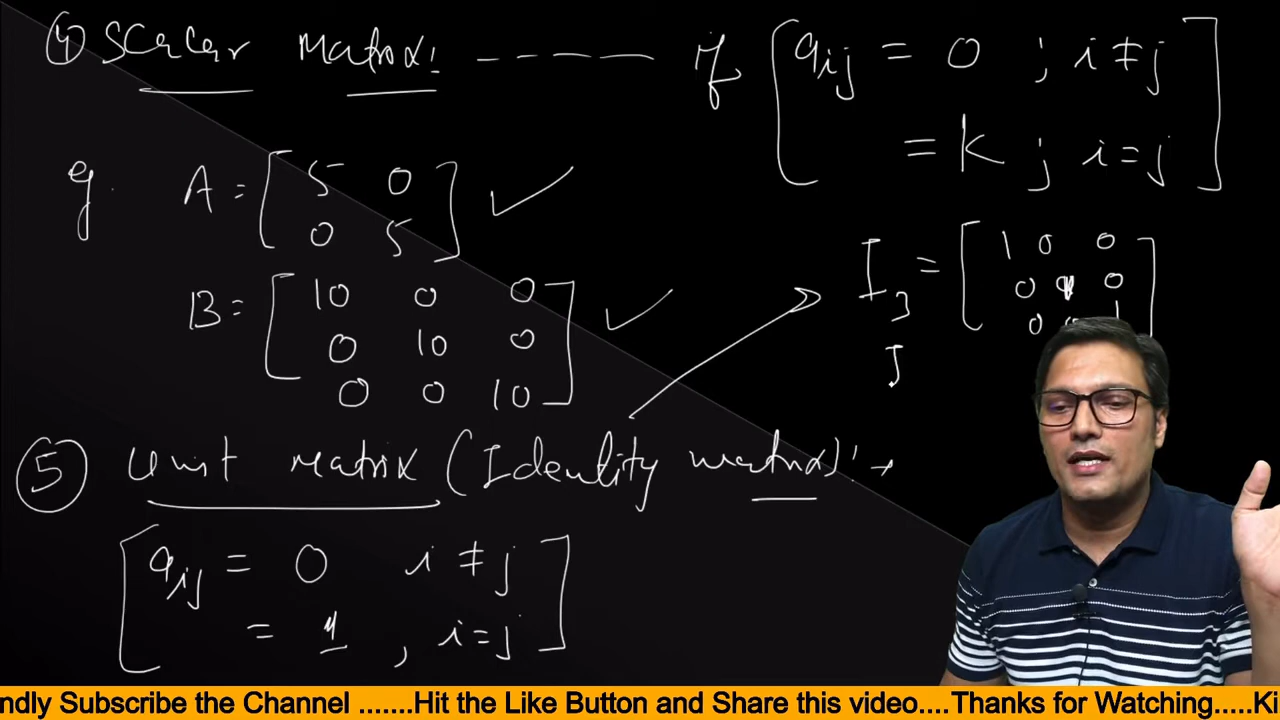 ④ Scalar Matrix: ------ if [ aij = 0 ; i ≠ j
= K ; i = j ]
eg. A = [ 5 0
0 5 ] ✓
B = [ 10 0 0
0 10 0
0 0 10 ] ✓
I3 = [ 1 0 0
0 1 0
0 0 1 ]
I
⑤ Unit Matrix (Identity matrix): →
[ aij = 0 i ≠ j
= 1 , i = j ]
ndly Subscribe the Channel .......Hit the Like Button and Share this video....Thanks for Watching.....Ki